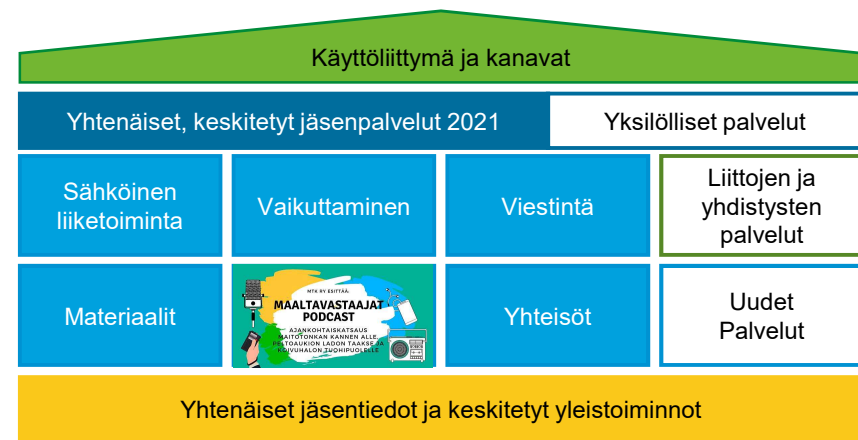 Käyttöliittymä ja kanavat
Yhtenäiset, keskitetyt jäsenpalvelut 2021
Yksilölliset palvelut
Sähköinen
liiketoiminta
Vaikuttaminen
Viestintä
Liittojen ja
yhdistysten
palvelut
Materiaalit
MTK RY ESITTÄÄ:
MAALTAVASTAAJAT
PODCAST
AJANKOHTAISKATSAUS
MAITOTONKAN KANNEN ALLE,
PELTOAUKION LADON TAAKSE JA
KOIVUHALON TUOHIPUOLELLE
Yhteisöt
Uudet
Palvelut
Yhtenäiset jäsentiedot ja keskitetyt yleistoiminnot